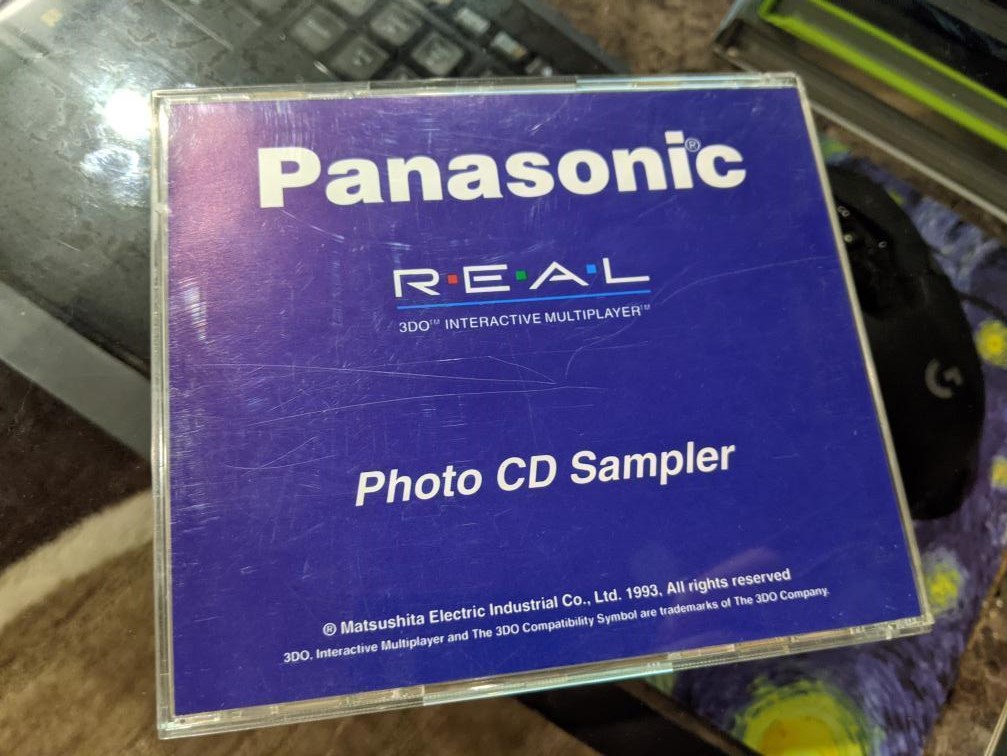 Panasonic®
R·E·A·L
3DO™ INTERACTIVE MULTIPLAYER™
Photo CD Sampler
® Matsushita Electric Industrial Co., Ltd. 1993, All rights reserved
3DO, Interactive Multiplayer and The 3DO Compatibility Symbol are trademarks of The 3DO Company.